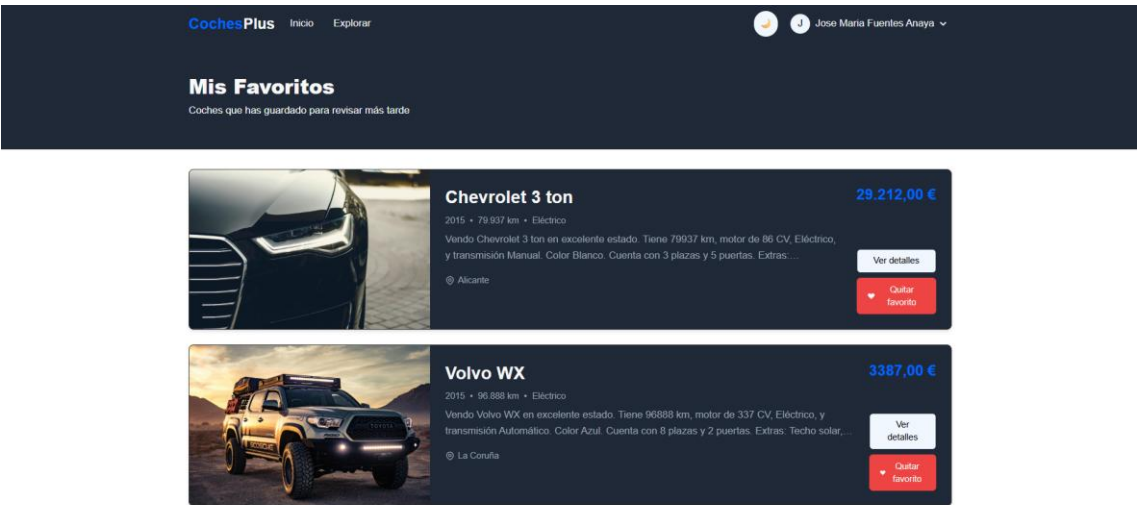 CochesPlus Inicio Explorar
J Jose Maria Fuentes Anaya
Mis Favoritos
Coches que has guardado para revisar más tarde
Chevrolet 3 ton
29.212,00 €
2015 • 79.937 km • Eléctrico
Vendo Chevrolet 3 ton en excelente estado. Tiene 79937 km, motor de 86 CV, Eléctrico,
y transmisión Manual. Color Blanco. Cuenta con 3 plazas y 5 puertas. Extras:...
Alicante
Ver detalles
Quitar
favorito
Volvo WX
3387,00 €
2015 • 96.888 km • Eléctrico
Vendo Volvo WX en excelente estado. Tiene 96888 km, motor de 337 CV, Eléctrico, y
transmisión Automático. Color Azul. Cuenta con 8 plazas y 2 puertas. Extras: Techo solar,...
La Coruña
Ver
detalles
Quitar
favorito
TOYOTA